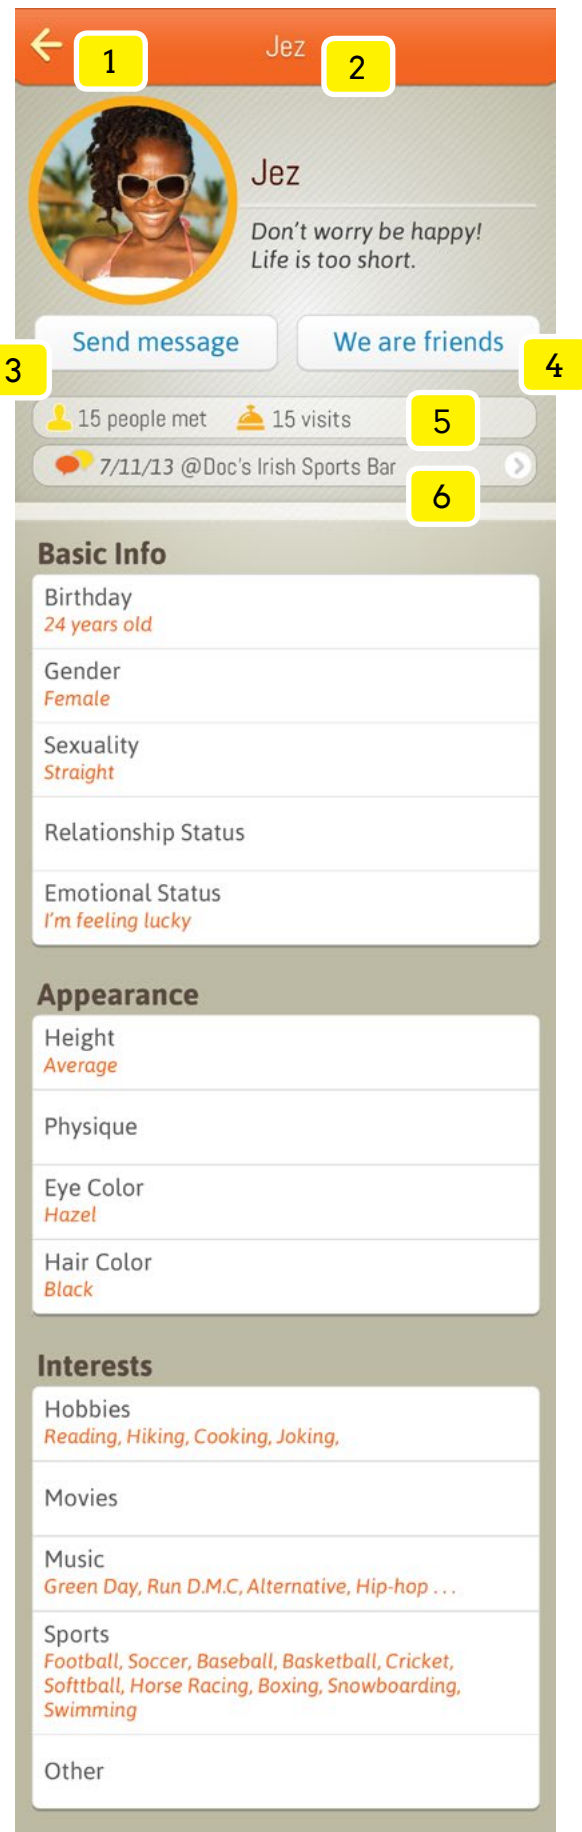 1
Jez
2
Jez
Don't worry be happy!
Life is too short.
Send message
We are friends
3
4
15 people met 15 visits
5
7/11/13 @Doc's Irish Sports Bar
6
Basic Info
Birthday
24 years old
Gender
Female
Sexuality
Straight
Relationship Status
Emotional Status
I'm feeling lucky
Appearance
Height
Average
Physique
Eye Color
Hazel
Hair Color
Black
Interests
Hobbies
Reading, Hiking, Cooking, Joking,
Movies
Music
Green Day, Run D.M.C, Alternative, Hip-hop . . .
Sports
Football, Soccer, Baseball, Basketball, Cricket,
Softtball, Horse Racing, Boxing, Snowboarding,
Swimming
Other